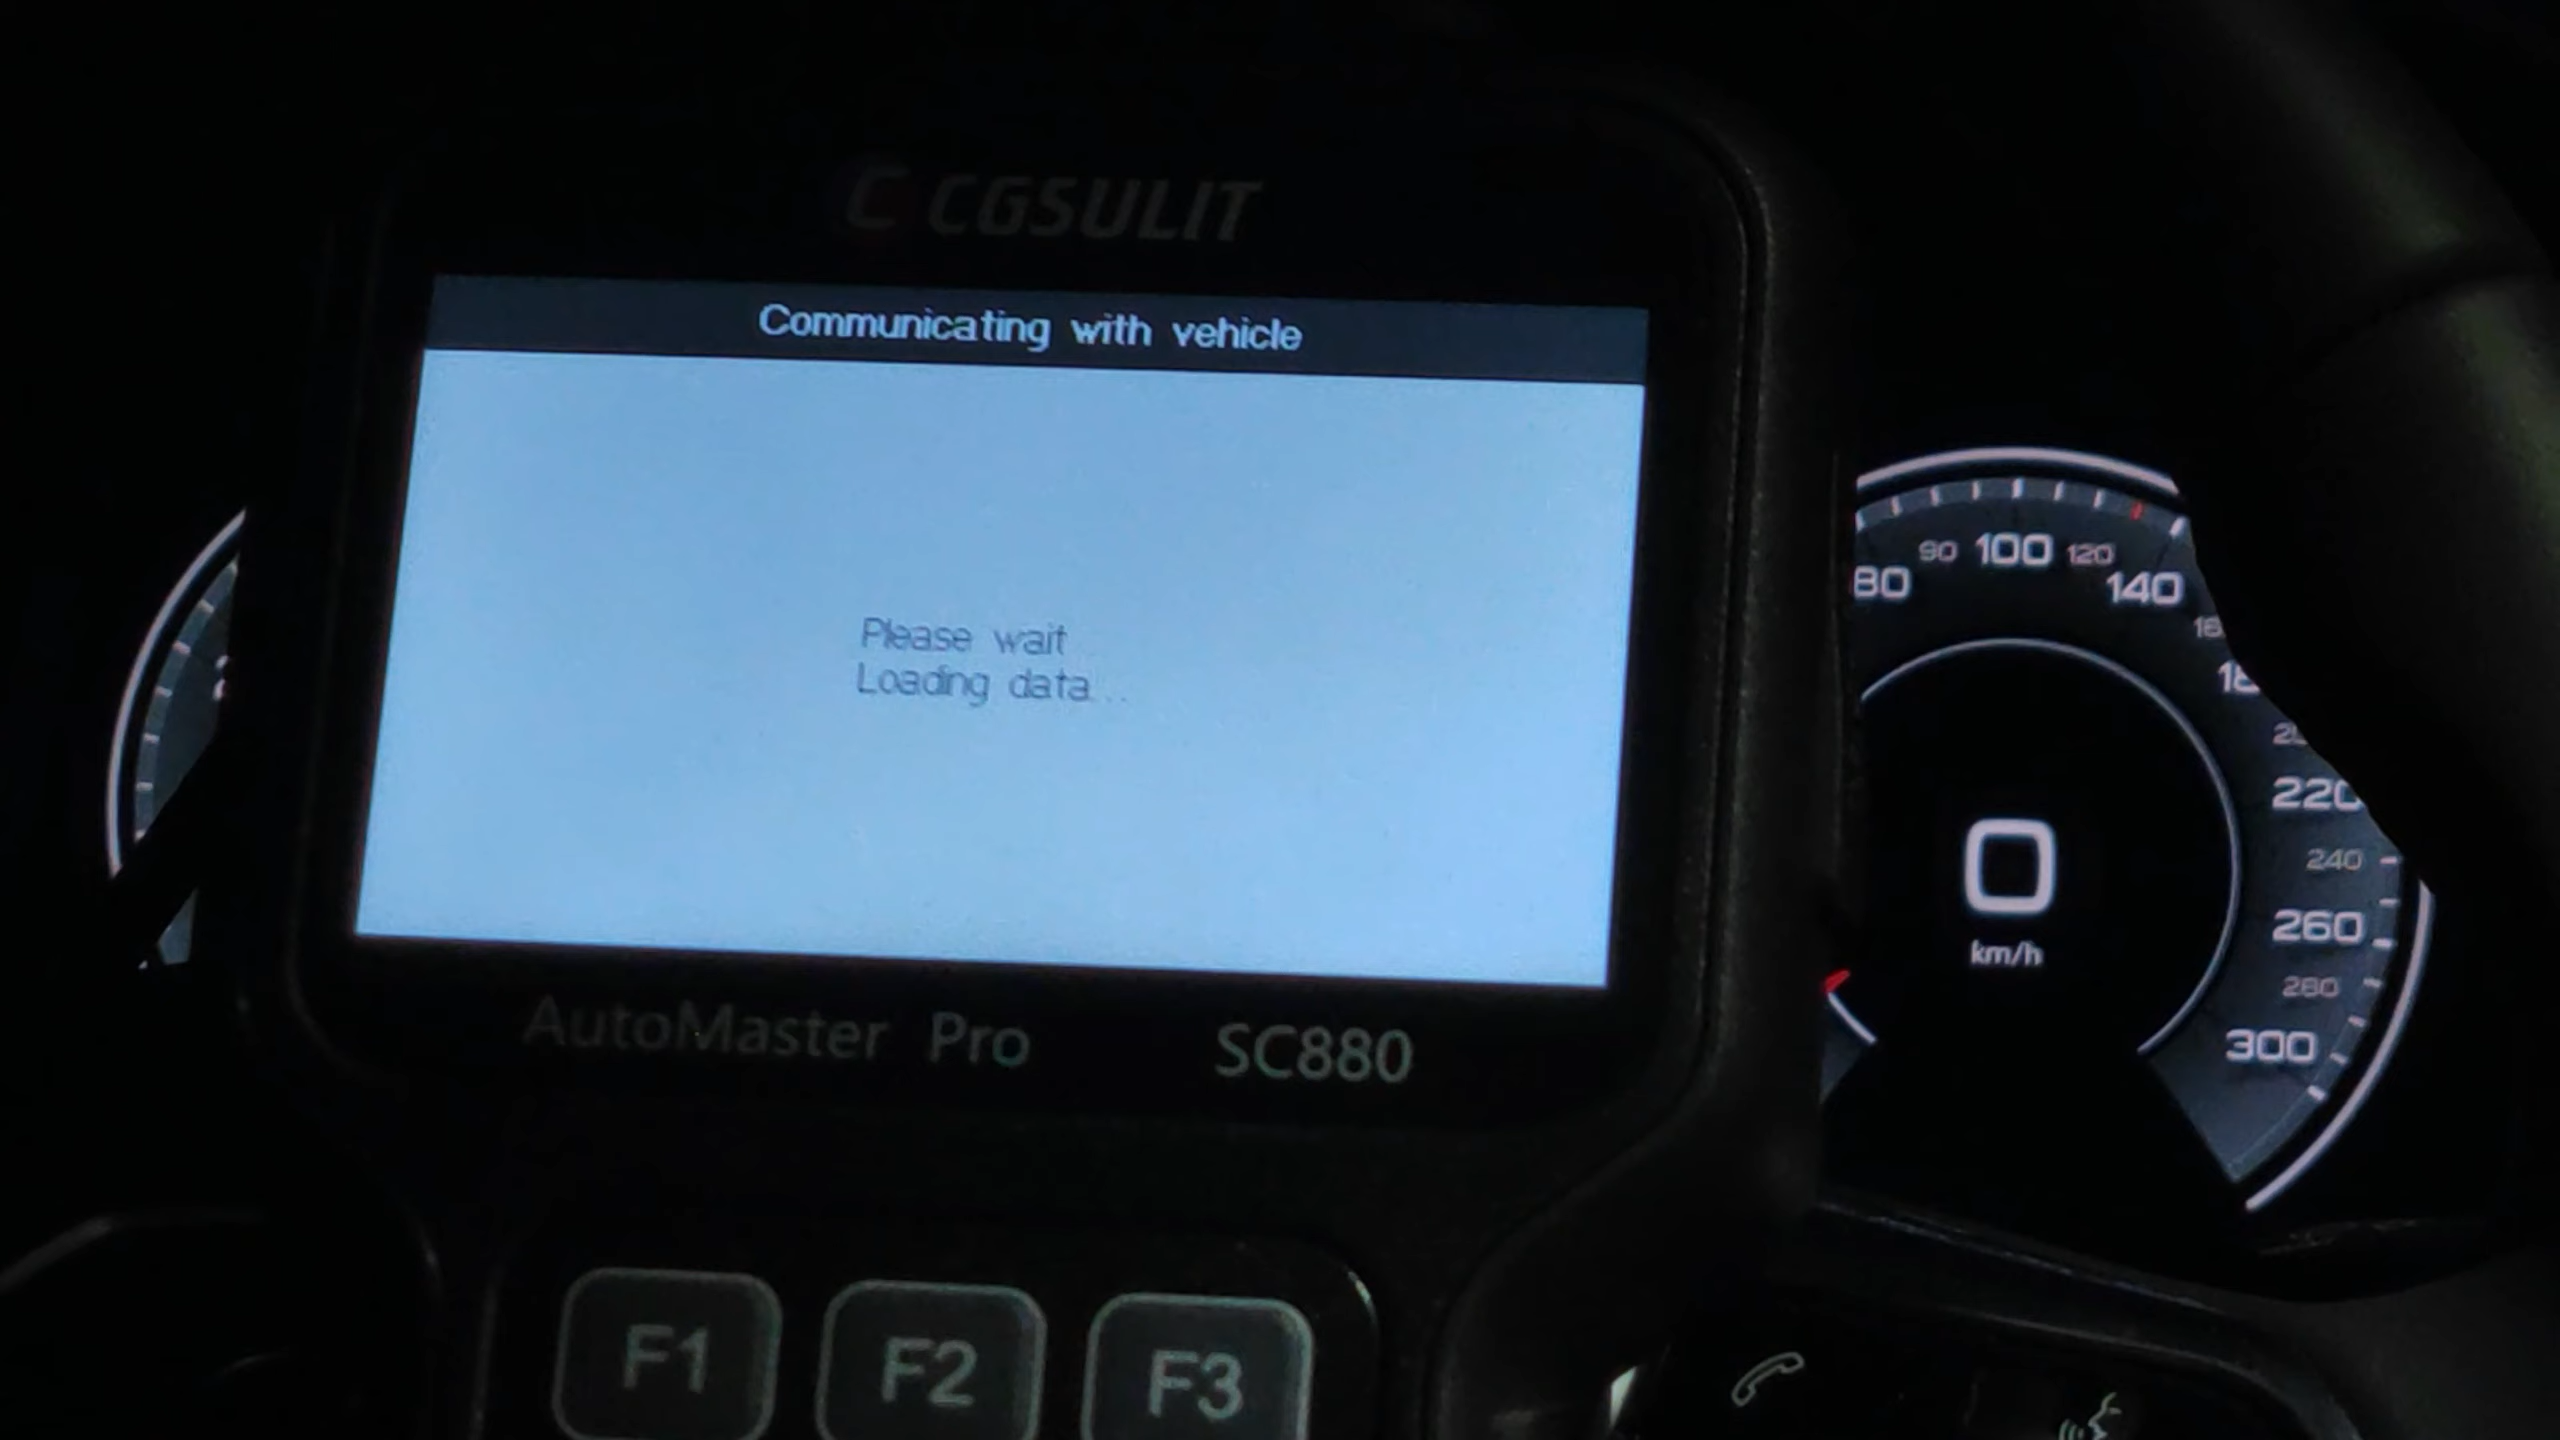 C CGSULIT
Communicating with vehicle
Please wait
Loading data...
AutoMaster Pro SC880
F1 F2 F3
80 90 100 120 140
220
240
260
280
300
0
km/h